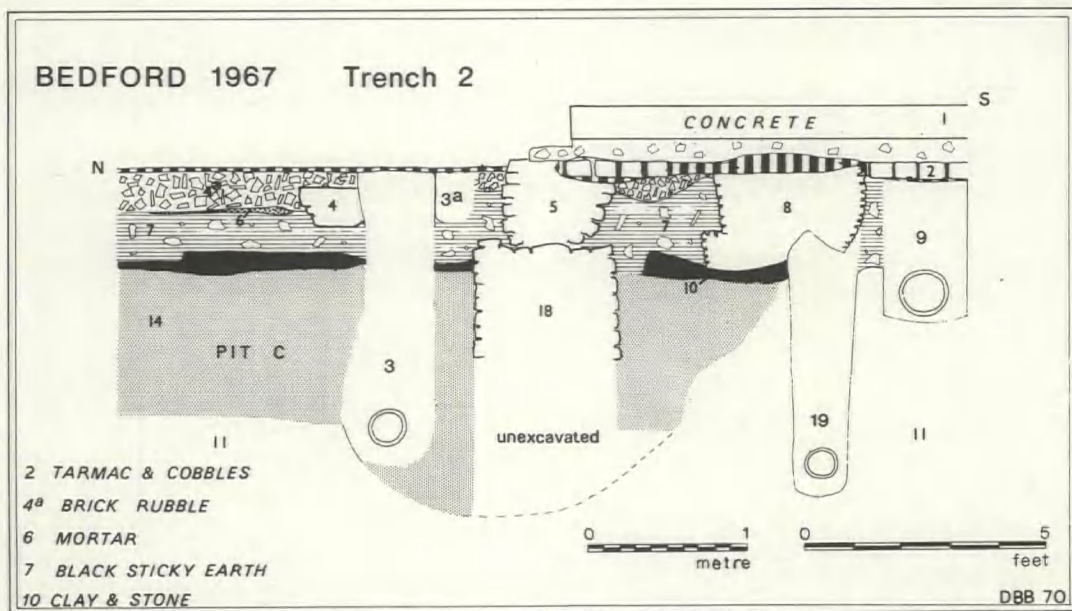 BEDFORD 1967 Trench 2
S
CONCRETE 1
N
2
4 3a 5 8
6
7 7 9
10
14 18
PIT C
3
19
11 unexcavated 11
2 TARMAC & COBBLES
4a BRICK RUBBLE
6 MORTAR
7 BLACK STICKY EARTH
10 CLAY & STONE
0 1
metre
0 5
feet
DBB 70